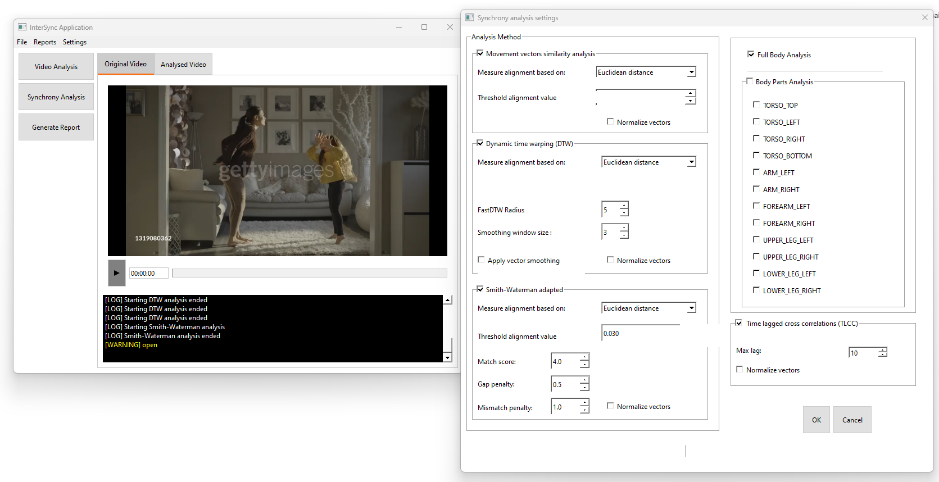 InterSync Application
File Reports Settings
Video Analysis
Synchrony Analysis
Generate Report
Original Video Analysed Video
gettyimages
1319080362
00:00:00
[LOG] Starting DTW analysis ended
[LOG] Starting DTW analysis ended
[LOG] Starting DTW analysis ended
[LOG] Starting Smith-Waterman analysis
[LOG] Smith-Waterman analysis ended
[WARNING] open
Synchrony analysis settings
Analysis Method
Movement vectors similarity analysis
Measure alignment based on: Euclidean distance
Threshold alignment value
Normalize vectors
Dynamic time warping (DTW)
Measure alignment based on: Euclidean distance
FastDTW Radius 5
Smoothing window size : 3
Apply vector smoothing Normalize vectors
Smith-Waterman adapted
Measure alignment based on: Euclidean distance
Threshold alignment value 0.030
Match score: 4.0
Gap penalty: 0.5
Mismatch penalty: 1.0 Normalize vectors
Full Body Analysis
Body Parts Analysis
TORSO_TOP
TORSO_LEFT
TORSO_RIGHT
TORSO_BOTTOM
ARM_LEFT
ARM_RIGHT
FOREARM_LEFT
FOREARM_RIGHT
UPPER_LEG_LEFT
UPPER_LEG_RIGHT
LOWER_LEG_LEFT
LOWER_LEG_RIGHT
Time lagged cross correlations (TLCC)
Max lag: 10
Normalize vectors
OK Cancel